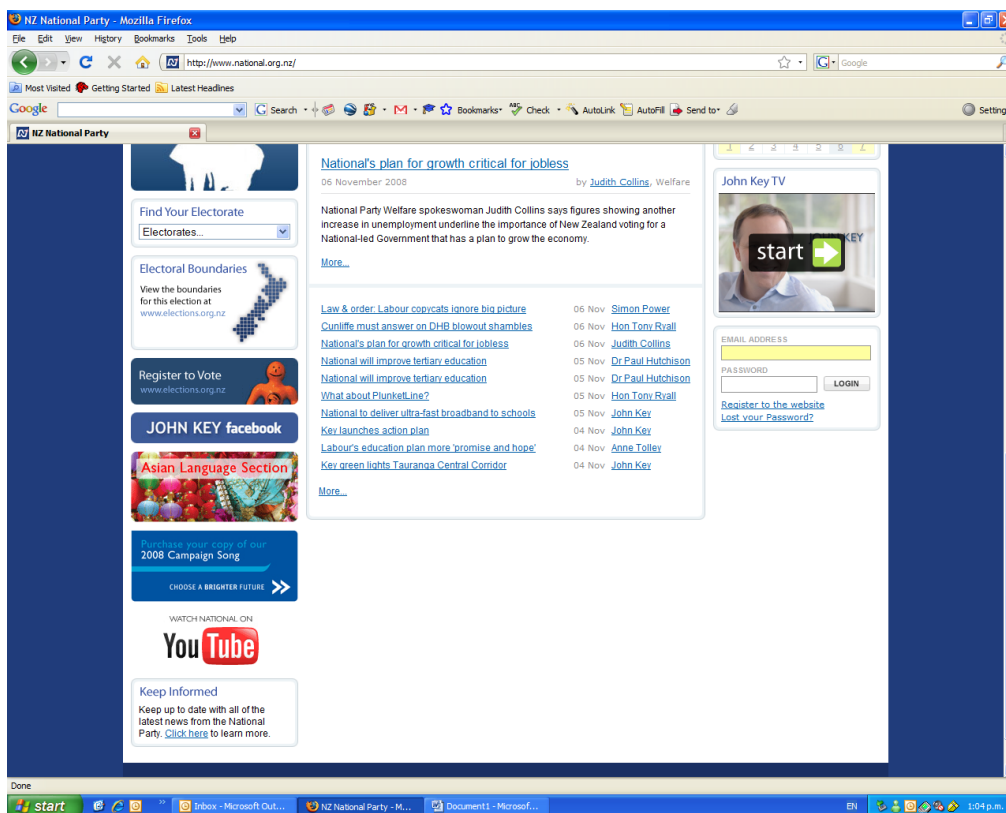 NZ National Party - Mozilla Firefox
File Edit View History Bookmarks Tools Help
http://www.national.org.nz/
G Google
Most Visited Getting Started Latest Headlines
Google G Search Bookmarks Check AutoLink AutoFill Send to Setting
NZ National Party
1 2 3 4 5 6 7
National's plan for growth critical for jobless
06 November 2008 by Judith Collins, Welfare
National Party Welfare spokeswoman Judith Collins says figures showing another
increase in unemployment underline the importance of New Zealand voting for a
National-led Government that has a plan to grow the economy.
More...
Law & order: Labour copycats ignore big picture 06 Nov Simon Power
Cunliffe must answer on DHB blowout shambles 06 Nov Hon Tony Ryall
National's plan for growth critical for jobless 06 Nov Judith Collins
National will improve tertiary education 05 Nov Dr Paul Hutchison
National will improve tertiary education 05 Nov Dr Paul Hutchison
What about PlunketLine? 05 Nov Hon Tony Ryall
National to deliver ultra-fast broadband to schools 05 Nov John Key
Key launches action plan 04 Nov John Key
Labour's education plan more 'promise and hope' 04 Nov Anne Tolley
Key green lights Tauranga Central Corridor 04 Nov John Key
More...
Find Your Electorate
Electorates...
Electoral Boundaries
View the boundaries
for this election at
www.elections.org.nz
Register to Vote
www.elections.org.nz
JOHN KEY facebook
Asian Language Section
Purchase your copy of our
2008 Campaign Song
CHOOSE A BRIGHTER FUTURE
WATCH NATIONAL ON
YouTube
Keep Informed
Keep up to date with all of the
latest news from the National
Party. Click here to learn more.
John Key TV
KEY
start
EMAIL ADDRESS
PASSWORD
LOGIN
Register to the website
Lost your Password?
Done
start Inbox - Microsoft Out... NZ National Party - M... Document1 - Microsof... EN 1:04 p.m.